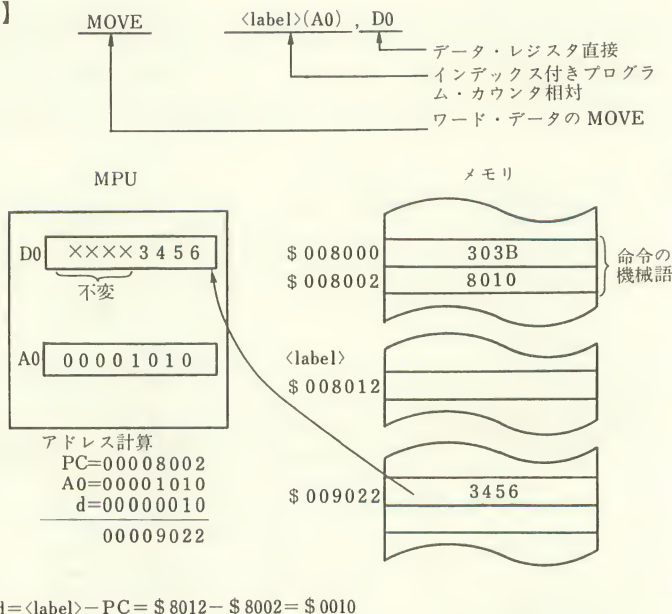 】
MOVE <label>(A0) , D0
データ・レジスタ直接
インデックス付きプログラ
ム・カウンタ相対
ワード・データの MOVE
MPU
メモリ
D0 ××××3456
不変
A0 00001010
$008000 303B
$008002 8010
命令の
機械語
<label>
$008012
$009022 3456
アドレス計算
PC=00008002
A0=00001010
d=00000010
00009022
d=<label>-PC=$8012-$8002=$0010